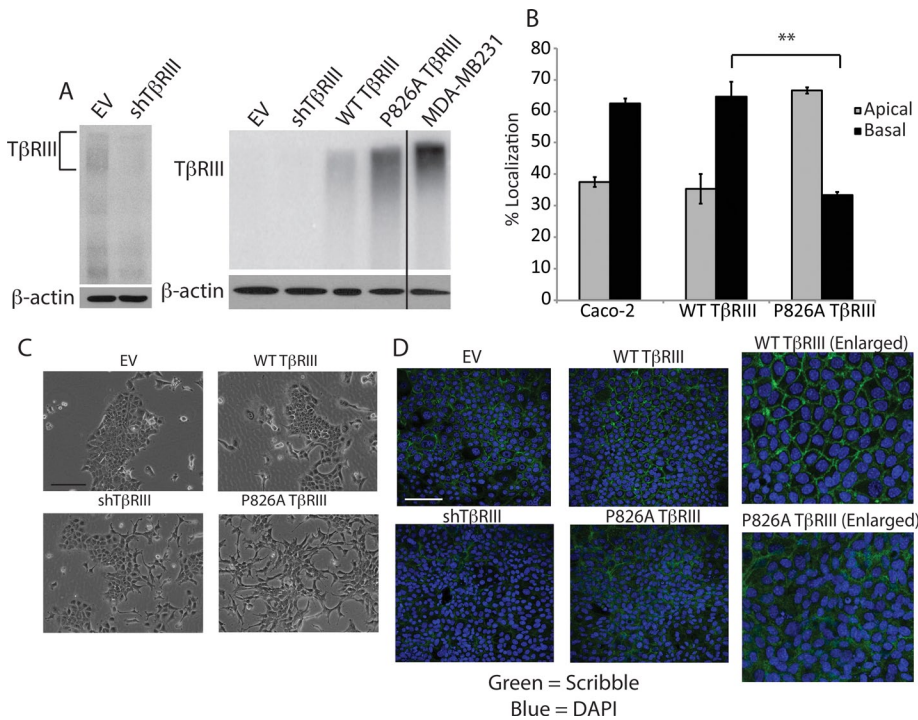 A
EV
shTβRIII
TβRIII
β-actin
EV
shTβRIII
WT TβRIII
P826A TβRIII
MDA-MB231
TβRIII
β-actin
B
% Localization
80
70
60
50
40
30
20
10
0
**
Apical
Basal
Caco-2
WT TβRIII
P826A TβRIII
C
EV
WT TβRIII
shTβRIII
P826A TβRIII
D
EV
WT TβRIII
WT TβRIII (Enlarged)
shTβRIII
P826A TβRIII
P826A TβRIII (Enlarged)
Green = Scribble
Blue = DAPI